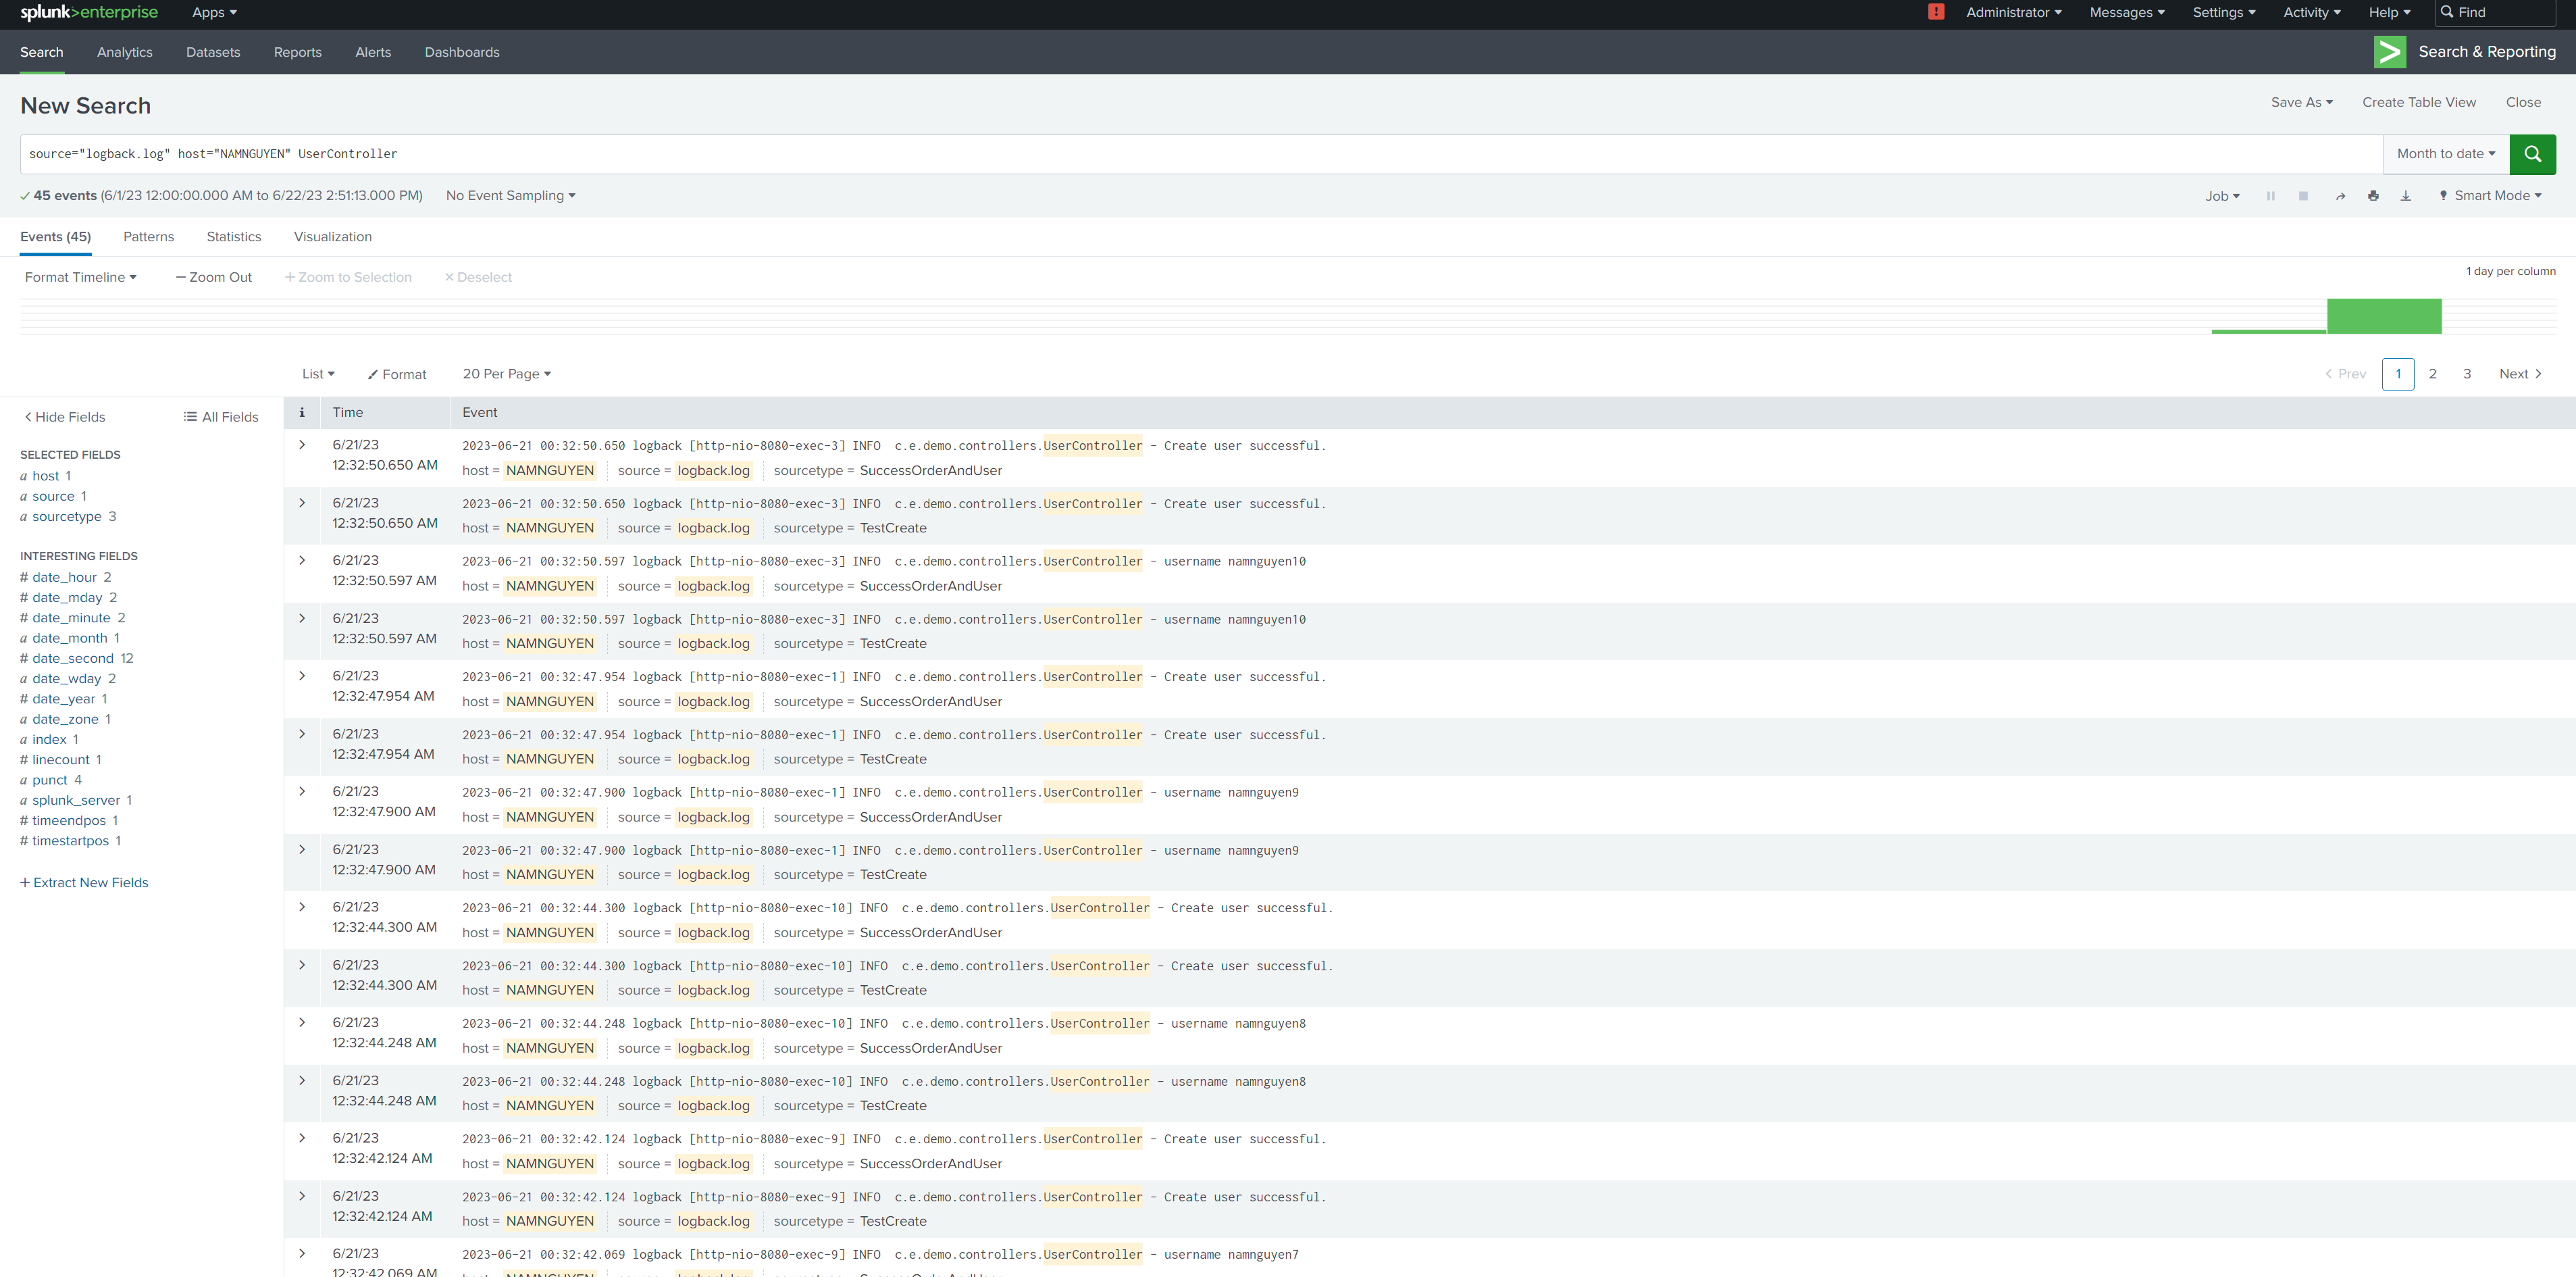 splunk>enterprise Apps Administrator Messages Settings Activity Help Find
Search Analytics Datasets Reports Alerts Dashboards Search & Reporting
New Search Save As Create Table View Close
source="logback.log" host="NAMNGUYEN" UserController Month to date
45 events (6/1/23 12:00:00.000 AM to 6/22/23 2:51:13.000 PM) No Event Sampling Job Smart Mode
Events (45) Patterns Statistics Visualization
Format Timeline — Zoom Out + Zoom to Selection × Deselect 1 day per column
List Format 20 Per Page < Prev 1 2 3 Next >
< Hide Fields All Fields
SELECTED FIELDS
a host 1
a source 1
a sourcetype 3
INTERESTING FIELDS
# date_hour 2
# date_mday 2
# date_minute 2
a date_month 1
# date_second 12
a date_wday 2
# date_year 1
a date_zone 1
a index 1
# linecount 1
a punct 4
a splunk_server 1
# timeendpos 1
# timestartpos 1
+ Extract New Fields
i Time Event
> 6/21/23 2023-06-21 00:32:50.650 logback [http-nio-8080-exec-3] INFO c.e.demo.controllers.UserController - Create user successful.
12:32:50.650 AM host = NAMNGUYEN source = logback.log sourcetype = SuccessOrderAndUser
> 6/21/23 2023-06-21 00:32:50.650 logback [http-nio-8080-exec-3] INFO c.e.demo.controllers.UserController - Create user successful.
12:32:50.650 AM host = NAMNGUYEN source = logback.log sourcetype = TestCreate
> 6/21/23 2023-06-21 00:32:50.597 logback [http-nio-8080-exec-3] INFO c.e.demo.controllers.UserController - username namnguyen10
12:32:50.597 AM host = NAMNGUYEN source = logback.log sourcetype = SuccessOrderAndUser
> 6/21/23 2023-06-21 00:32:50.597 logback [http-nio-8080-exec-3] INFO c.e.demo.controllers.UserController - username namnguyen10
12:32:50.597 AM host = NAMNGUYEN source = logback.log sourcetype = TestCreate
> 6/21/23 2023-06-21 00:32:47.954 logback [http-nio-8080-exec-1] INFO c.e.demo.controllers.UserController - Create user successful.
12:32:47.954 AM host = NAMNGUYEN source = logback.log sourcetype = SuccessOrderAndUser
> 6/21/23 2023-06-21 00:32:47.954 logback [http-nio-8080-exec-1] INFO c.e.demo.controllers.UserController - Create user successful.
12:32:47.954 AM host = NAMNGUYEN source = logback.log sourcetype = TestCreate
> 6/21/23 2023-06-21 00:32:47.900 logback [http-nio-8080-exec-1] INFO c.e.demo.controllers.UserController - username namnguyen9
12:32:47.900 AM host = NAMNGUYEN source = logback.log sourcetype = SuccessOrderAndUser
> 6/21/23 2023-06-21 00:32:47.900 logback [http-nio-8080-exec-1] INFO c.e.demo.controllers.UserController - username namnguyen9
12:32:47.900 AM host = NAMNGUYEN source = logback.log sourcetype = TestCreate
> 6/21/23 2023-06-21 00:32:44.300 logback [http-nio-8080-exec-10] INFO c.e.demo.controllers.UserController - Create user successful.
12:32:44.300 AM host = NAMNGUYEN source = logback.log sourcetype = SuccessOrderAndUser
> 6/21/23 2023-06-21 00:32:44.300 logback [http-nio-8080-exec-10] INFO c.e.demo.controllers.UserController - Create user successful.
12:32:44.300 AM host = NAMNGUYEN source = logback.log sourcetype = TestCreate
> 6/21/23 2023-06-21 00:32:44.248 logback [http-nio-8080-exec-10] INFO c.e.demo.controllers.UserController - username namnguyen8
12:32:44.248 AM host = NAMNGUYEN source = logback.log sourcetype = SuccessOrderAndUser
> 6/21/23 2023-06-21 00:32:44.248 logback [http-nio-8080-exec-10] INFO c.e.demo.controllers.UserController - username namnguyen8
12:32:44.248 AM host = NAMNGUYEN source = logback.log sourcetype = TestCreate
> 6/21/23 2023-06-21 00:32:42.124 logback [http-nio-8080-exec-9] INFO c.e.demo.controllers.UserController - Create user successful.
12:32:42.124 AM host = NAMNGUYEN source = logback.log sourcetype = SuccessOrderAndUser
> 6/21/23 2023-06-21 00:32:42.124 logback [http-nio-8080-exec-9] INFO c.e.demo.controllers.UserController - Create user successful.
12:32:42.124 AM host = NAMNGUYEN source = logback.log sourcetype = TestCreate
> 6/21/23 2023-06-21 00:32:42.069 logback [http-nio-8080-exec-9] INFO c.e.demo.controllers.UserController - username namnguyen7
12:32:42.069 AM